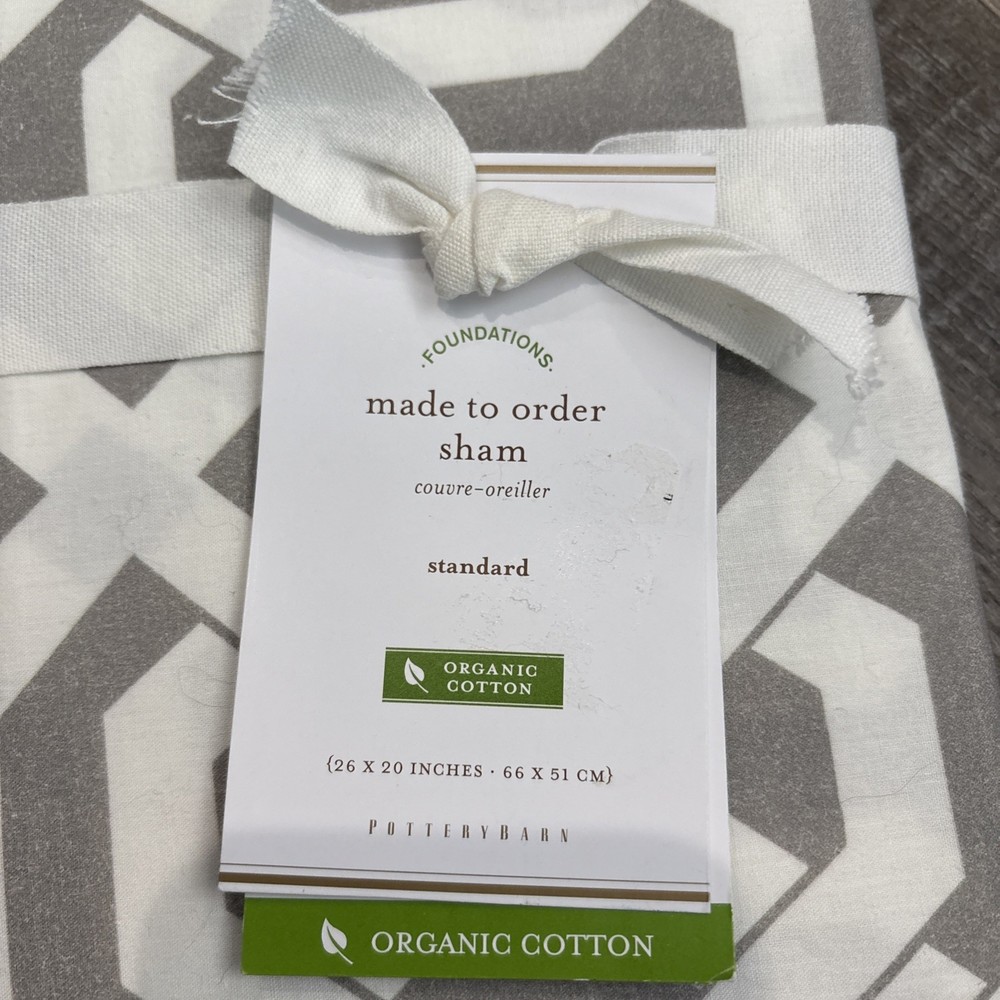 ·FOUNDATIONS·
made to order
sham
couvre-oreiller
standard
ORGANIC
COTTON
{26 X 20 INCHES · 66 X 51 CM}
POTTERYBARN
ORGANIC COTTON